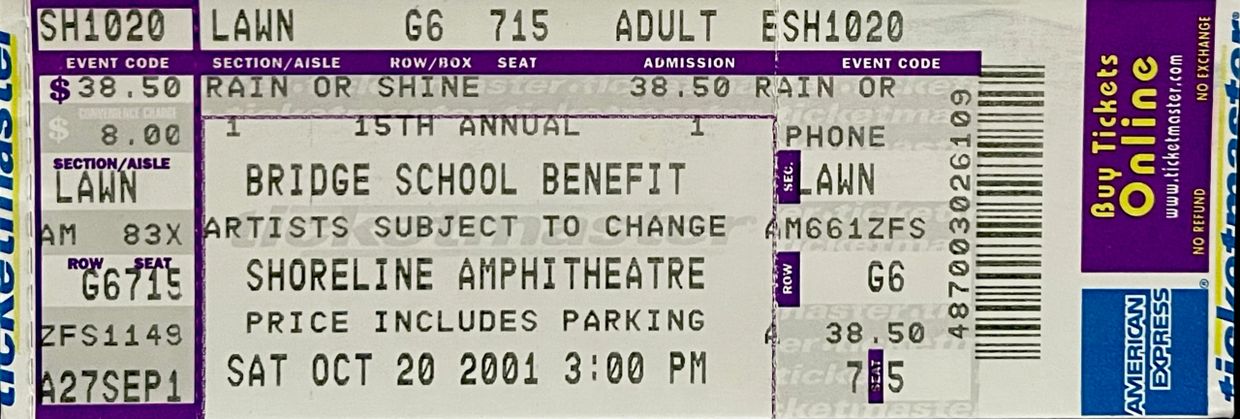 ticketmaster
SH1020 LAWN G6 715 ADULT ESH1020
EVENT CODE SECTION/AISLE ROW/BOX SEAT ADMISSION EVENT CODE
$38.50 RAIN OR SHINE 38.50 RAIN OR
CONVENIENCE CHARGE
$ 8.00
SECTION/AISLE
LAWN
AM 83X
ROW SEAT
G6715
ZFS1149
A27SEP1
1 15TH ANNUAL 1
BRIDGE SCHOOL BENEFIT
ARTISTS SUBJECT TO CHANGE
SHORELINE AMPHITHEATRE
PRICE INCLUDES PARKING
SAT OCT 20 2001 3:00 PM
PHONE
SEC. LAWN
AM661ZFS
ROW G6
38.50
SEAT
715
487003026109
Buy Tickets
Online
www.ticketmaster.com
NO REFUND NO EXCHANGE
AMERICAN
EXPRESS®
ticketmaster